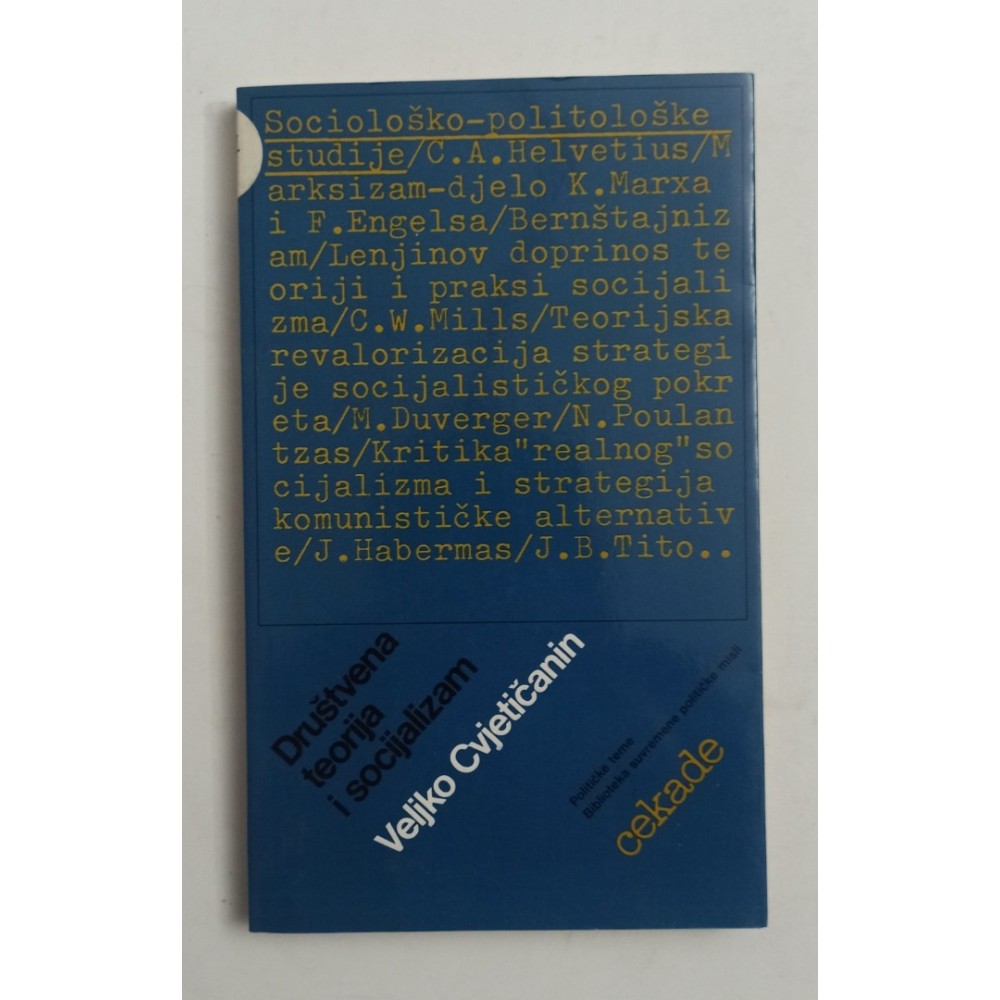 Sociološko-politološke
studije/C.A.Helvetius/M
arksizam-djelo K.Marxa
i F.Engelsa/Bernštajniz
am/Lenjinov doprinos te
oriji i praksi socijali
zma/C.W.Mills/Teorijska
revalorizacija strategi
je socijalističkog pokr
eta/M.Duverger/N.Poulan
tzas/Kritika"realnog"so
cijalizma i strategija
komunističke alternativ
e/J.Habermas/J.B.Tito..
Društvena
teorija
i socijalizam
Veljko Cvjetičanin
Političke teme
Biblioteka suvremene političke misli
cekade